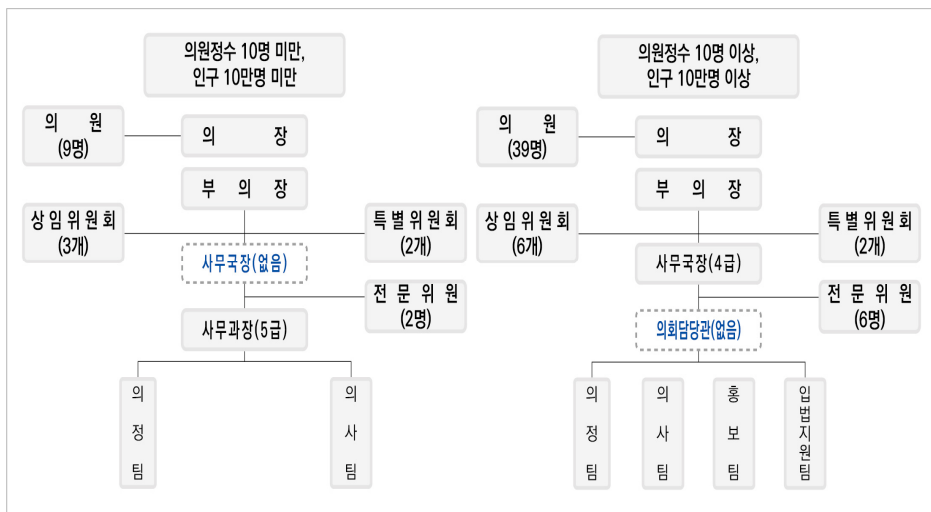 의원정수 10명 미만,
인구 10만명 미만
의 원
(9명)
의 장
부 의 장
상임위원회
(3개)
특별위원회
(2개)
사무국장(없음)
전문위원
(2명)
사무과장(5급)
의정팀
의사팀
의원정수 10명 이상,
인구 10만명 이상
의 원
(39명)
의 장
부 의 장
상임위원회
(6개)
특별위원회
(2개)
사무국장(4급)
전문위원
(6명)
의회담당관(없음)
의정팀
의사팀
홍보팀
입법지원팀